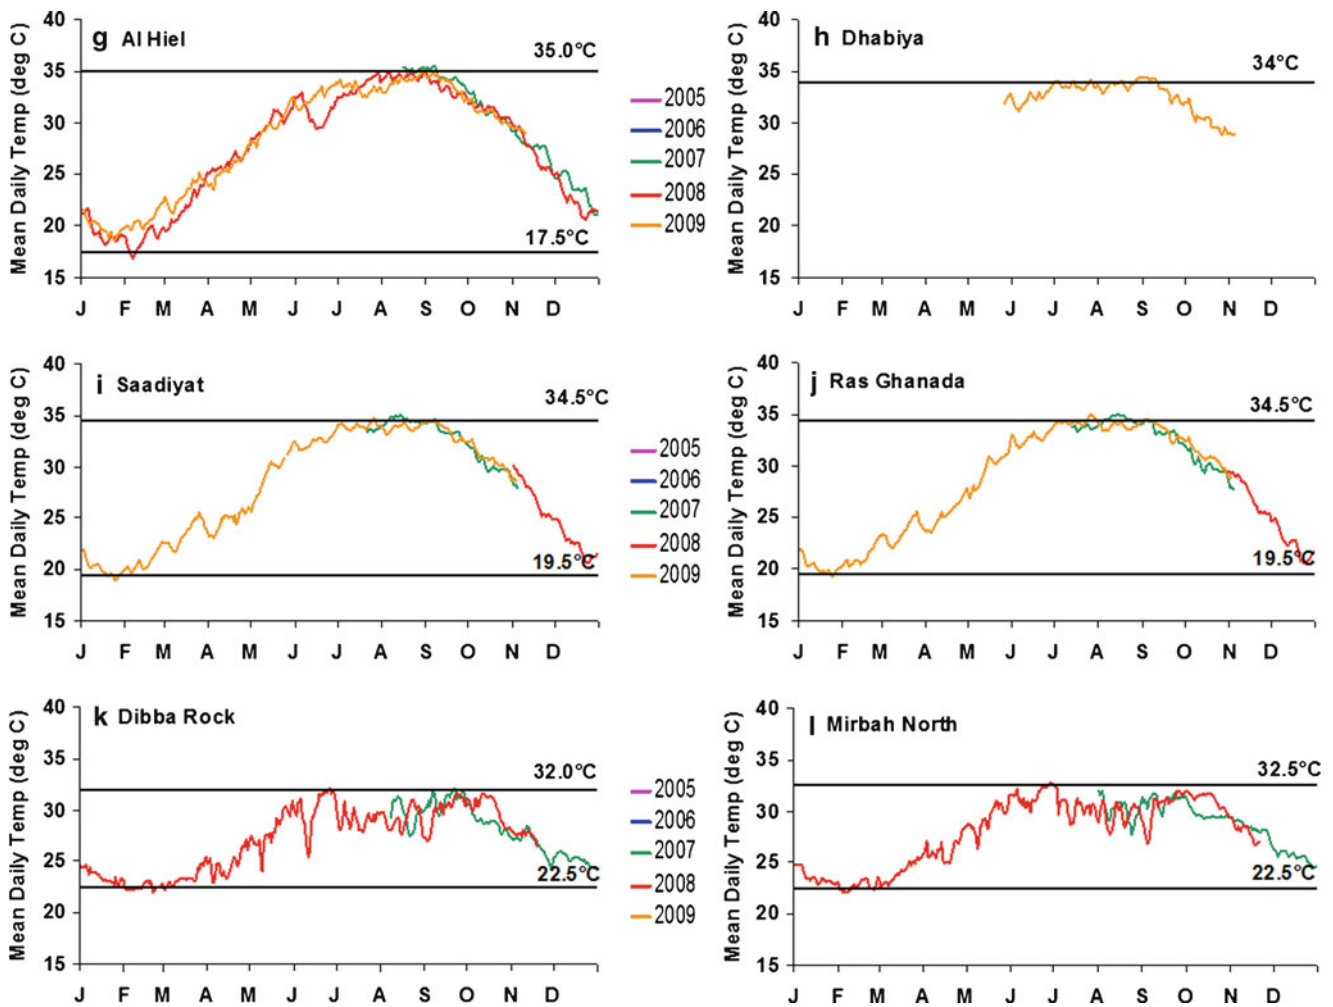 g Al Hiel
Mean Daily Temp (deg C)
40
35
30
25
20
15
35.0°C
17.5°C
J F M A M J J A S O N D
2005
2006
2007
2008
2009
h Dhabiya
Mean Daily Temp (deg C)
40
35
30
25
20
15
34°C
J F M A M J J A S O N D
i Saadiyat
Mean Daily Temp (deg C)
40
35
30
25
20
15
34.5°C
19.5°C
J F M A M J J A S O N D
2005
2006
2007
2008
2009
j Ras Ghanada
Mean Daily Temp (deg C)
40
35
30
25
20
15
34.5°C
19.5°C
J F M A M J J A S O N D
k Dibba Rock
Mean Daily Temp (deg C)
40
35
30
25
20
15
32.0°C
22.5°C
J F M A M J J A S O N D
2005
2006
2007
2008
2009
l Mirbah North
Mean Daily Temp (deg C)
40
35
30
25
20
15
32.5°C
22.5°C
J F M A M J J A S O N D